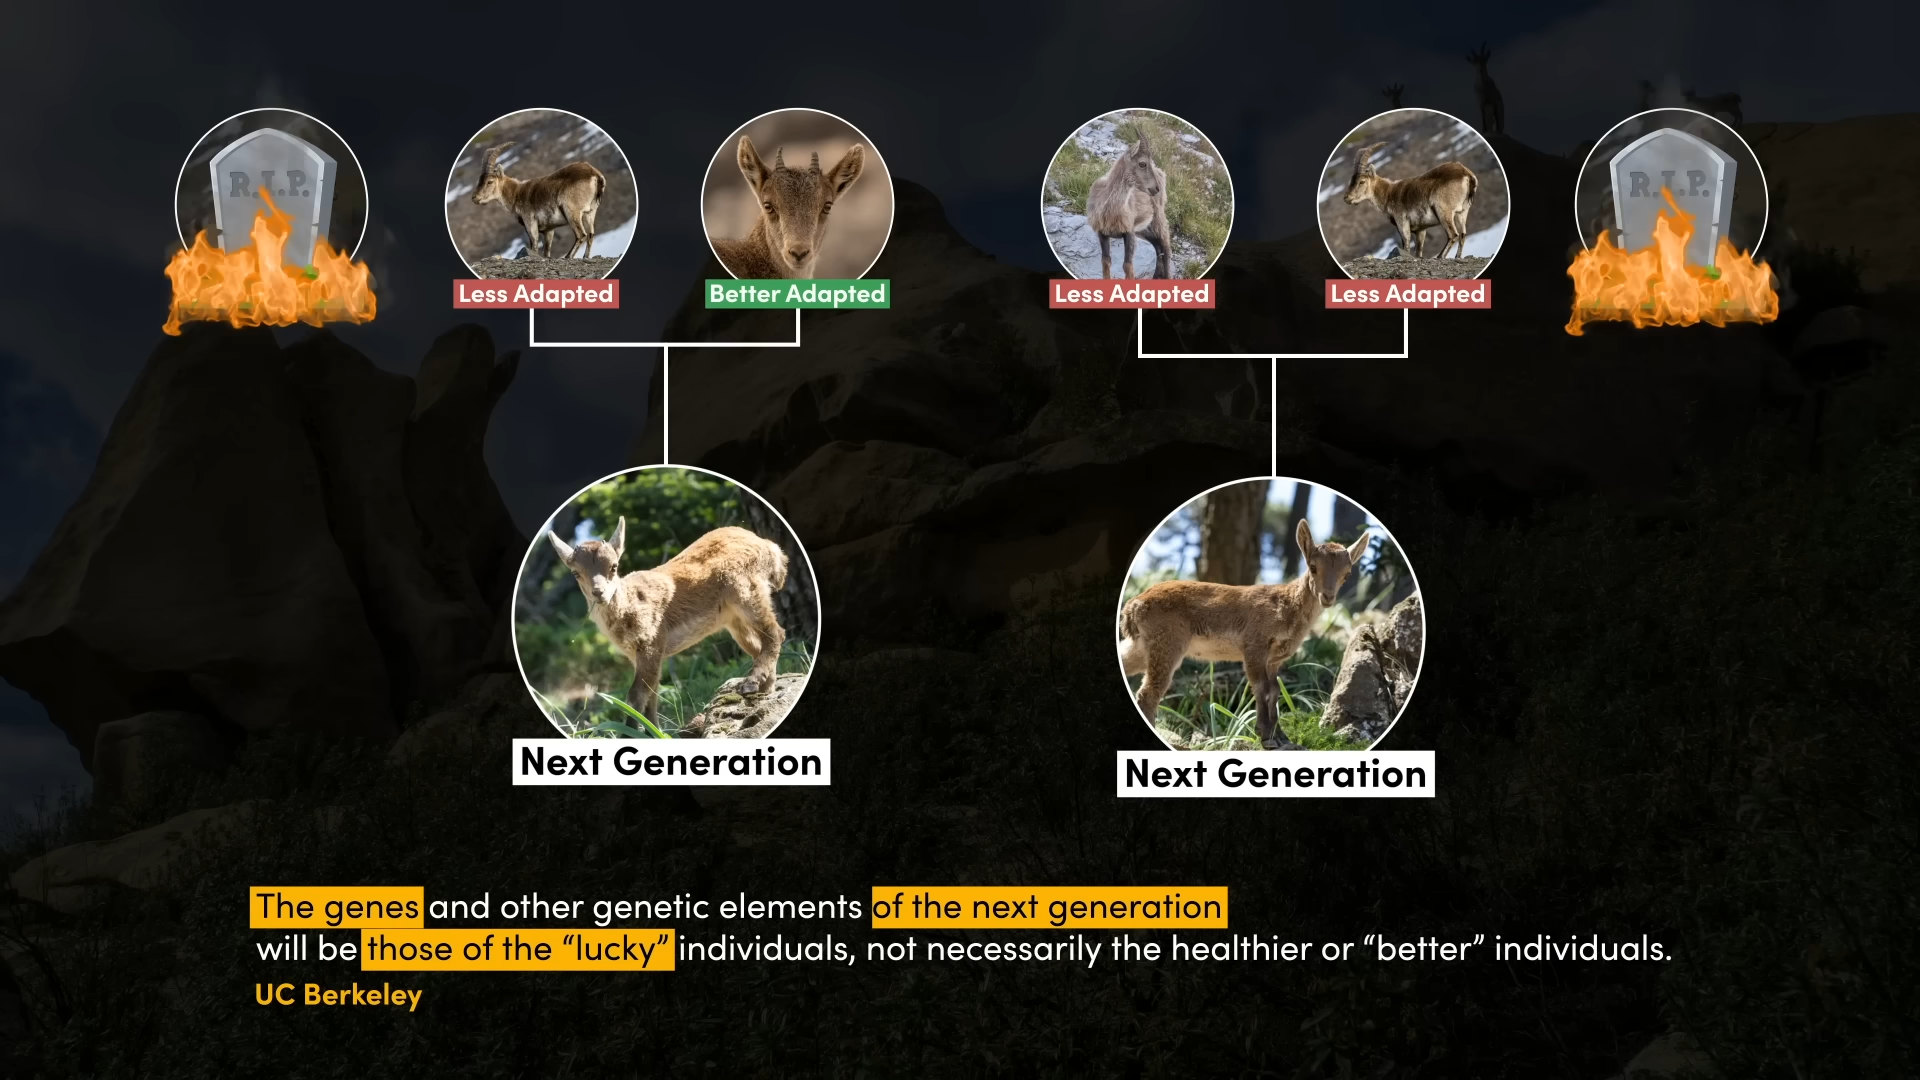 R.I.P.
R.I.P.
Less Adapted
Better Adapted
Less Adapted
Less Adapted
Next Generation
Next Generation
The genes and other genetic elements of the next generation
will be those of the “lucky” individuals, not necessarily the healthier or “better” individuals.
UC Berkeley